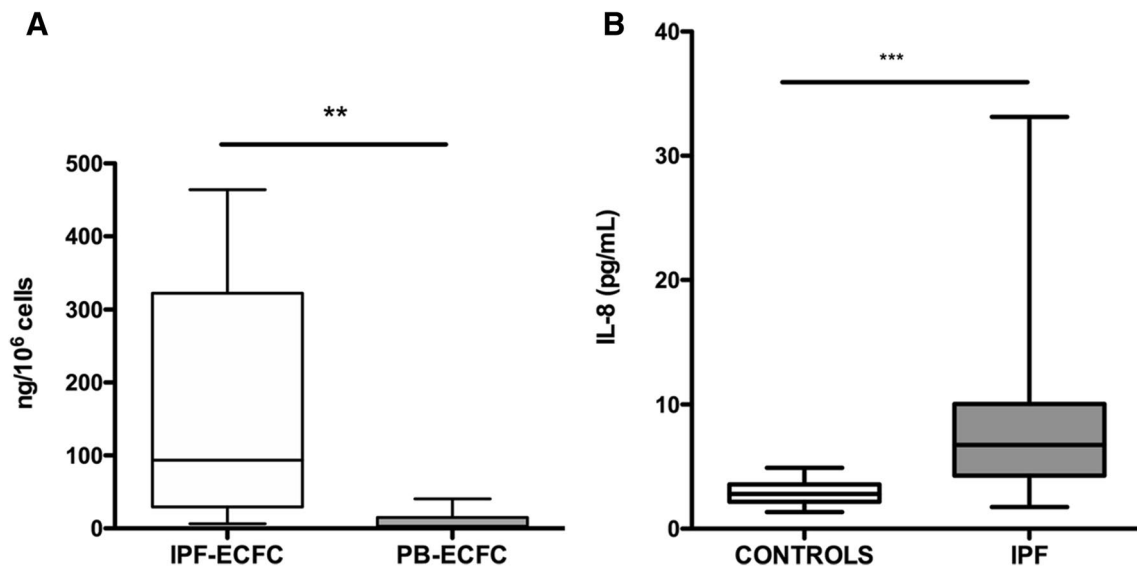 A
**
500
400
300
200
100
0
ng/10⁶ cells
IPF-ECFC PB-ECFC
B
***
40
30
20
10
0
IL-8 (pg/mL)
CONTROLS IPF